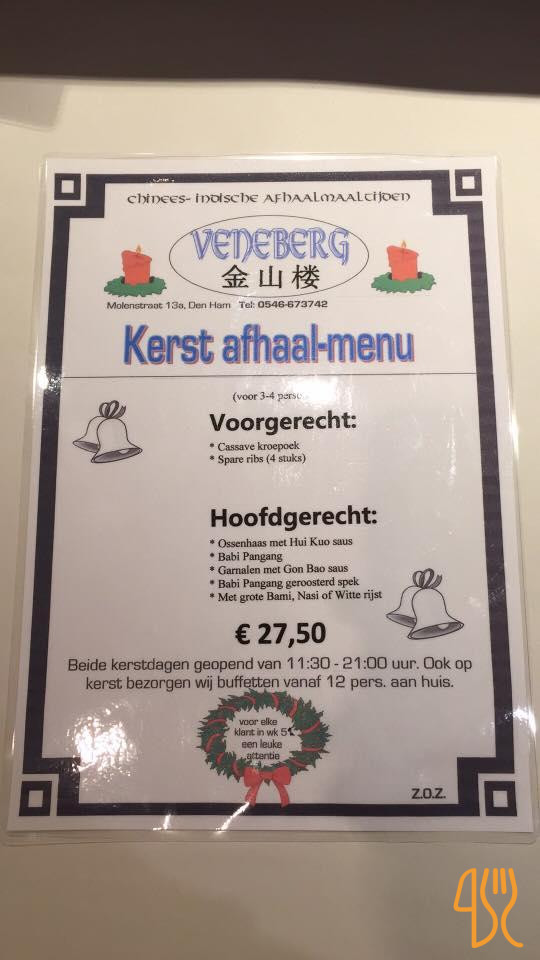 Chinees- Indische Afhaalmaaltijden
VENEBERG
金山楼
Molenstraat 13a, Den Ham Tel: 0546-673742
Kerst afhaal-menu
(voor 3-4
Voorgerecht:
* Cassave kroepoek
* Spare ribs (4 stuks)
Hoofdgerecht:
* Ossenhaas met Hui Kuo saus
* Babi Pangang
* Garnalen met Gon Bao saus
* Babi Pangang geroosterd spek
* Met grote Bami, Nasi of Witte rijst
€ 27,50
Beide kerstdagen geopend van 11:30 - 21:00 uur. Ook op
kerst bezorgen wij buffetten vanaf 12 pers. aan huis.
voor elke
klant in wk
een leuke
attentie
Z.O.Z.